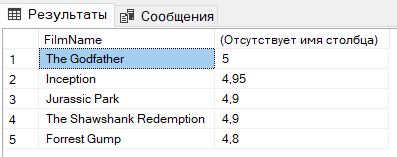 Результаты Сообщения
FilmName (Отсутствует имя столбца)
1 The Godfather 5
2 Inception 4,95
3 Jurassic Park 4,9
4 The Shawshank Redemption 4,9
5 Forrest Gump 4,8